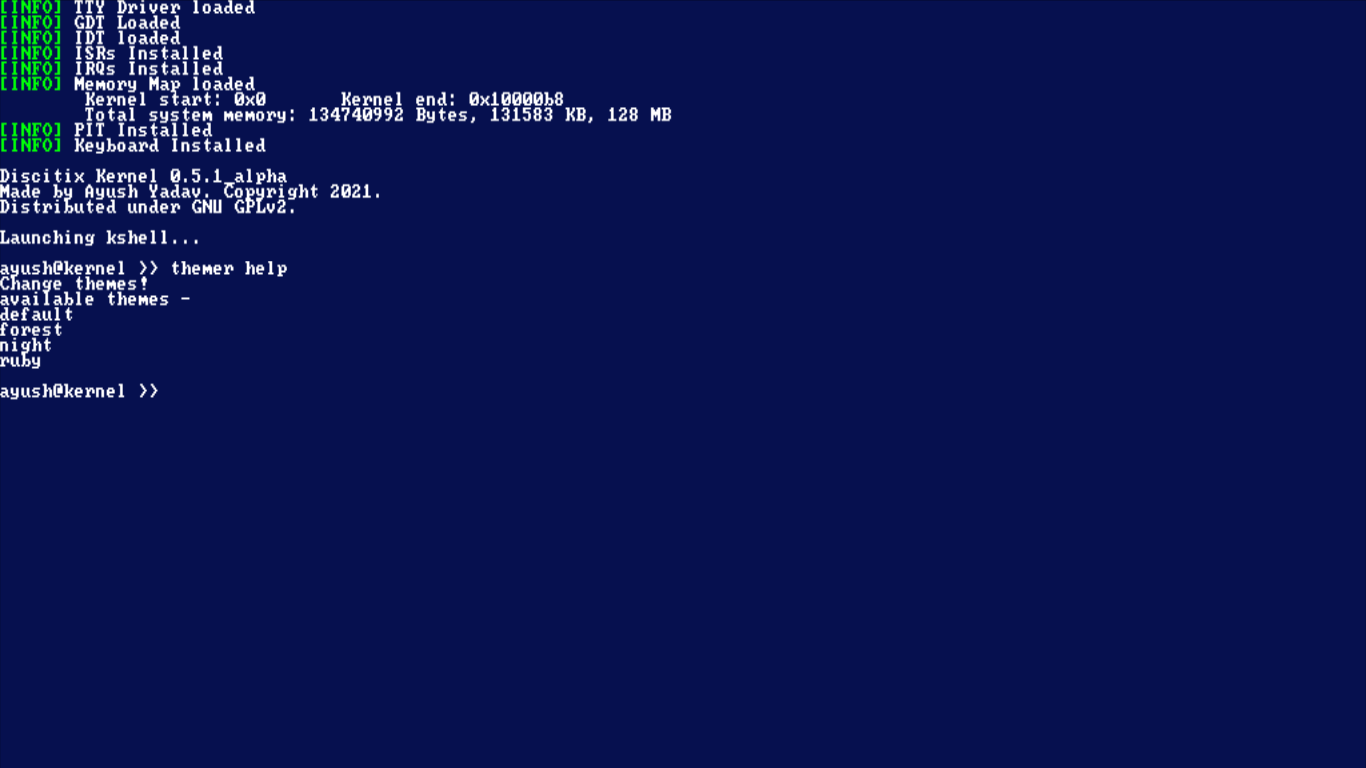 [INFO] TTY Driver loaded
[INFO] GDT Loaded
[INFO] IDT loaded
[INFO] ISRs Installed
[INFO] IRQs Installed
[INFO] Memory Map loaded
        Kernel start: 0x0       Kernel end: 0x10000b8
        Total system memory: 134740992 Bytes, 131583 KB, 128 MB
[INFO] PIT Installed
[INFO] Keyboard Installed
Discitix Kernel 0.5.1_alpha
Made by Ayush Yadav. Copyright 2021.
Distributed under GNU GPLv2.
Launching kshell...
ayush@kernel >> themer help
Change themes!
available themes -
default
forest
night
ruby
ayush@kernel >>